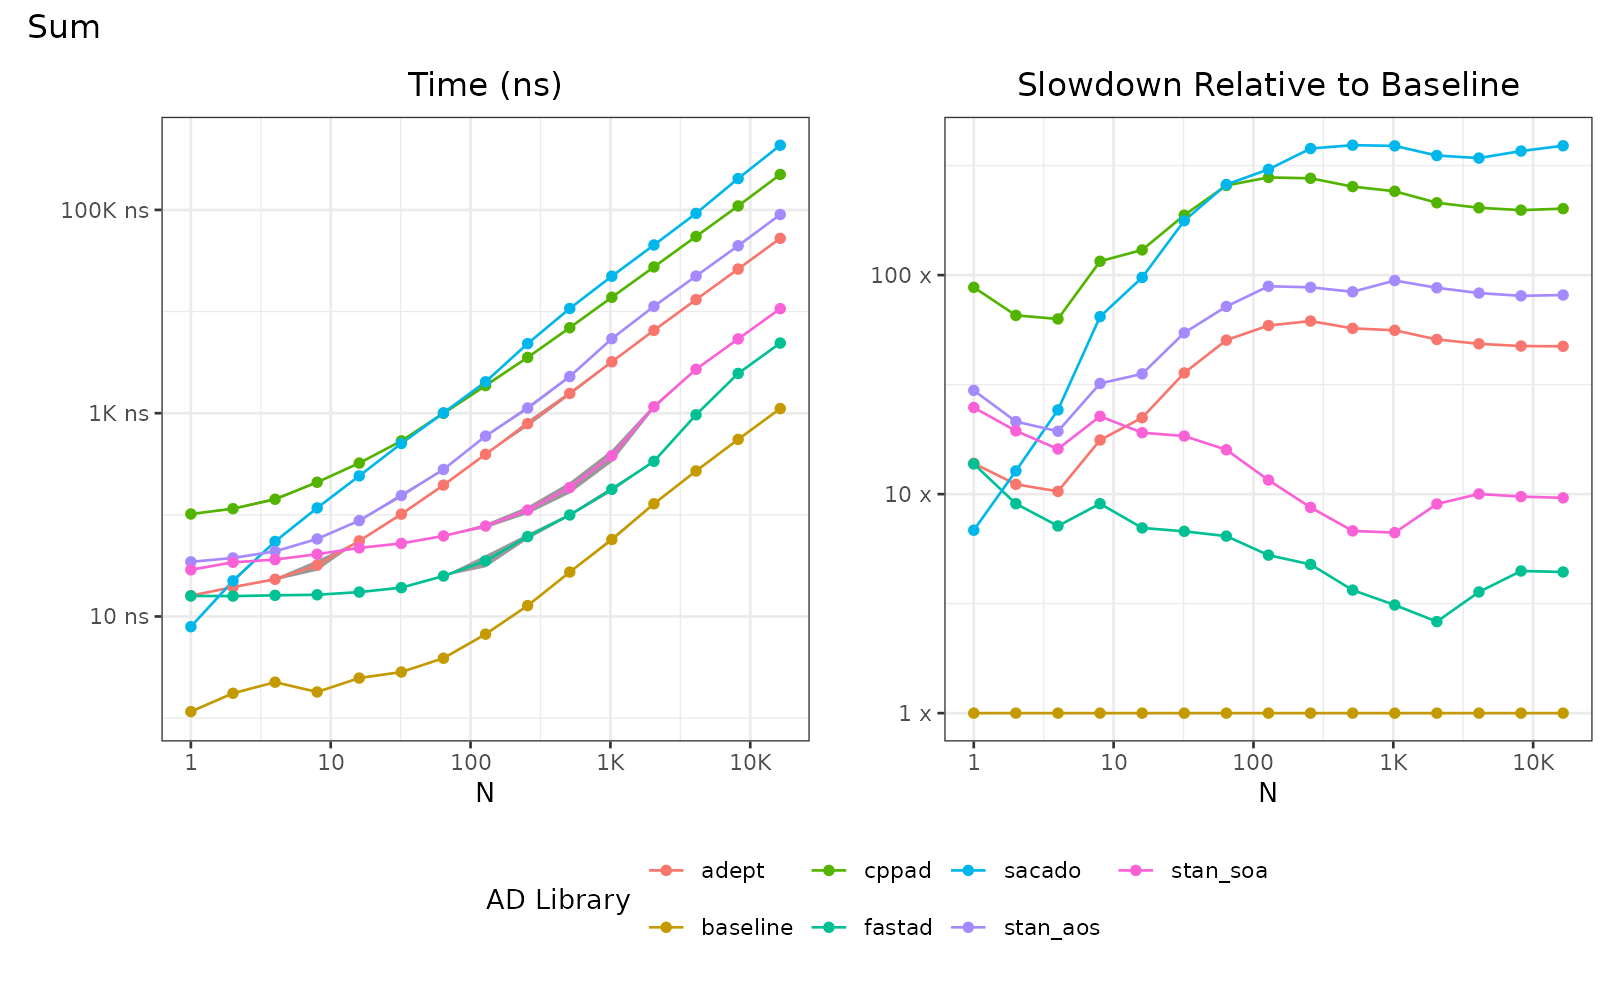 Sum
Time (ns)
100K ns
1K ns
10 ns
1 10 100 1K 10K
N
Slowdown Relative to Baseline
100 x
10 x
1 x
1 10 100 1K 10K
N
AD Library
adept cppad sacado stan_soa
baseline fastad stan_aos